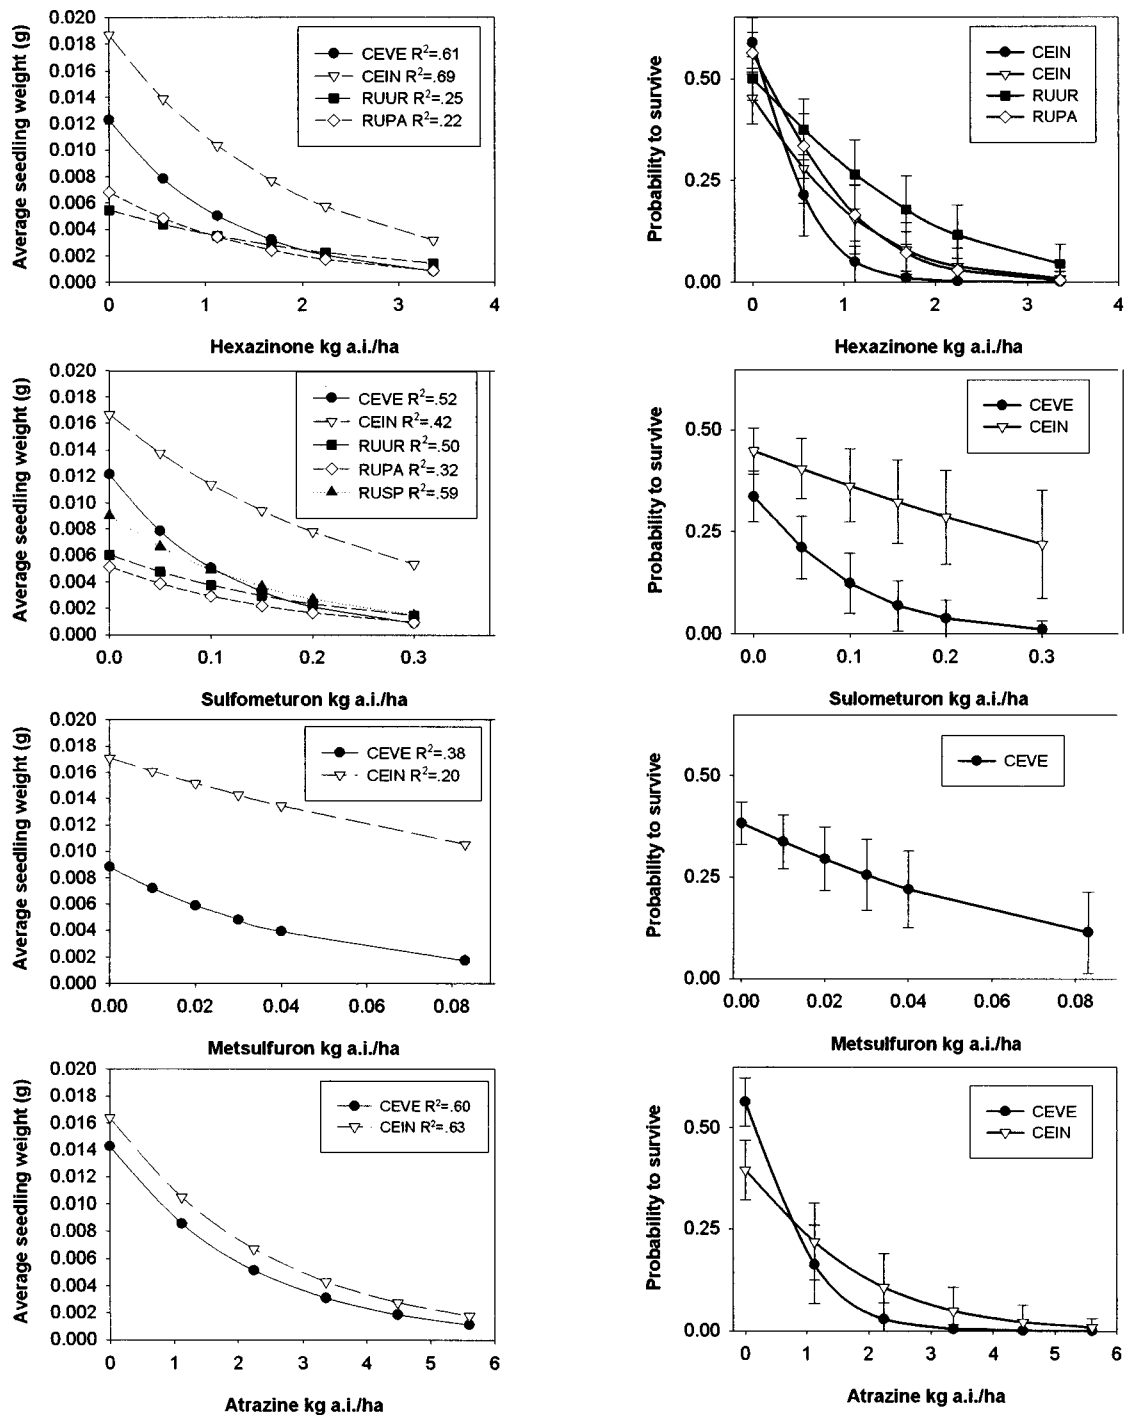 Average seedling weight (g)
0.020
0.018
0.016
0.014
0.012
0.010
0.008
0.006
0.004
0.002
0.000
CEVE R²=.61
CEIN R²=.69
RUUR R²=.25
RUPA R²=.22
0 1 2 3 4
Hexazinone kg a.i./ha
Probability to survive
0.50
0.25
0.00
CEIN
CEIN
RUUR
RUPA
0 1 2 3 4
Hexazinone kg a.i./ha
Average seedling weight (g)
0.020
0.018
0.016
0.014
0.012
0.010
0.008
0.006
0.004
0.002
0.000
CEVE R²=.52
CEIN R²=.42
RUUR R²=.50
RUPA R²=.32
RUSP R²=.59
0.0 0.1 0.2 0.3
Sulfometuron kg a.i./ha
Probability to survive
0.50
0.25
0.00
CEVE
CEIN
0.0 0.1 0.2 0.3
Sulometuron kg a.i./ha
Average seedling weight (g)
0.020
0.018
0.016
0.014
0.012
0.010
0.008
0.006
0.004
0.002
0.000
CEVE R²=.38
CEIN R²=.20
0.00 0.02 0.04 0.06 0.08
Metsulfuron kg a.i./ha
Probability to survive
0.50
0.25
0.00
CEVE
0.00 0.02 0.04 0.06 0.08
Metsulfuron kg a.i./ha
Average seedling weight (g)
0.020
0.018
0.016
0.014
0.012
0.010
0.008
0.006
0.004
0.002
0.000
CEVE R²=.60
CEIN R²=.63
0 1 2 3 4 5 6
Atrazine kg a.i./ha
Probability to survive
0.50
0.25
0.00
CEVE
CEIN
0 1 2 3 4 5 6
Atrazine kg a.i./ha